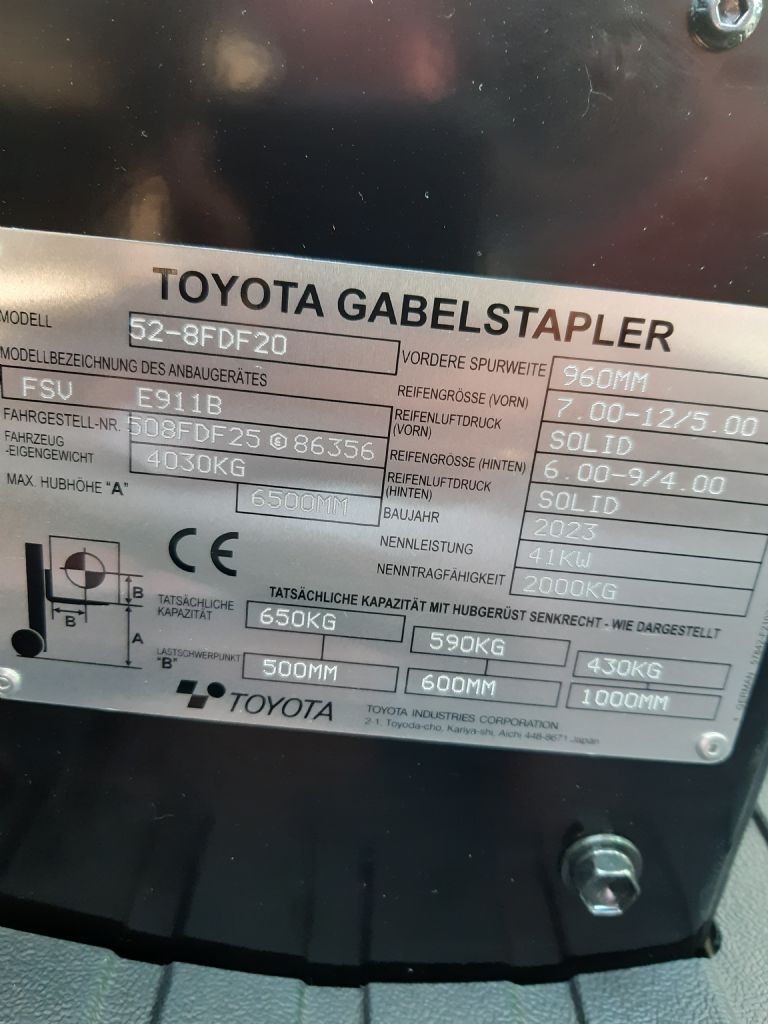 TOYOTA GABELSTAPLER
MODELL 52-8FDF20
MODELLBEZEICHNUNG DES ANBAUGERÄTES
FSV E911B
FAHRGESTELL-NR. 508FDF25 86356
FAHRZEUG
-EIGENGEWICHT 4030KG
MAX. HUBHÖHE "A" 6500MM
VORDERE SPURWEITE 960MM
REIFENGRÖSSE (VORN) 7.00-12/5.00
REIFENLUFTDRUCK
(VORN) SOLID
REIFENGRÖSSE (HINTEN) 6.00-9/4.00
REIFENLUFTDRUCK
(HINTEN) SOLID
BAUJAHR 2023
NENNLEISTUNG 41KW
NENNTRAGFÄHIGKEIT 2000KG
CE
B
B
A
TATSÄCHLICHE KAPAZITÄT MIT HUBGERÜST SENKRECHT - WIE DARGESTELLT
TATSÄCHLICHE
KAPAZITÄT 650KG 590KG 430KG
LASTSCHWERPUNKT
"B" 500MM 600MM 1000MM
TOYOTA
TOYOTA INDUSTRIES CORPORATION
2-1, Toyoda-cho, Kariya-shi, Aichi 448-8671 Japan
GERMAN